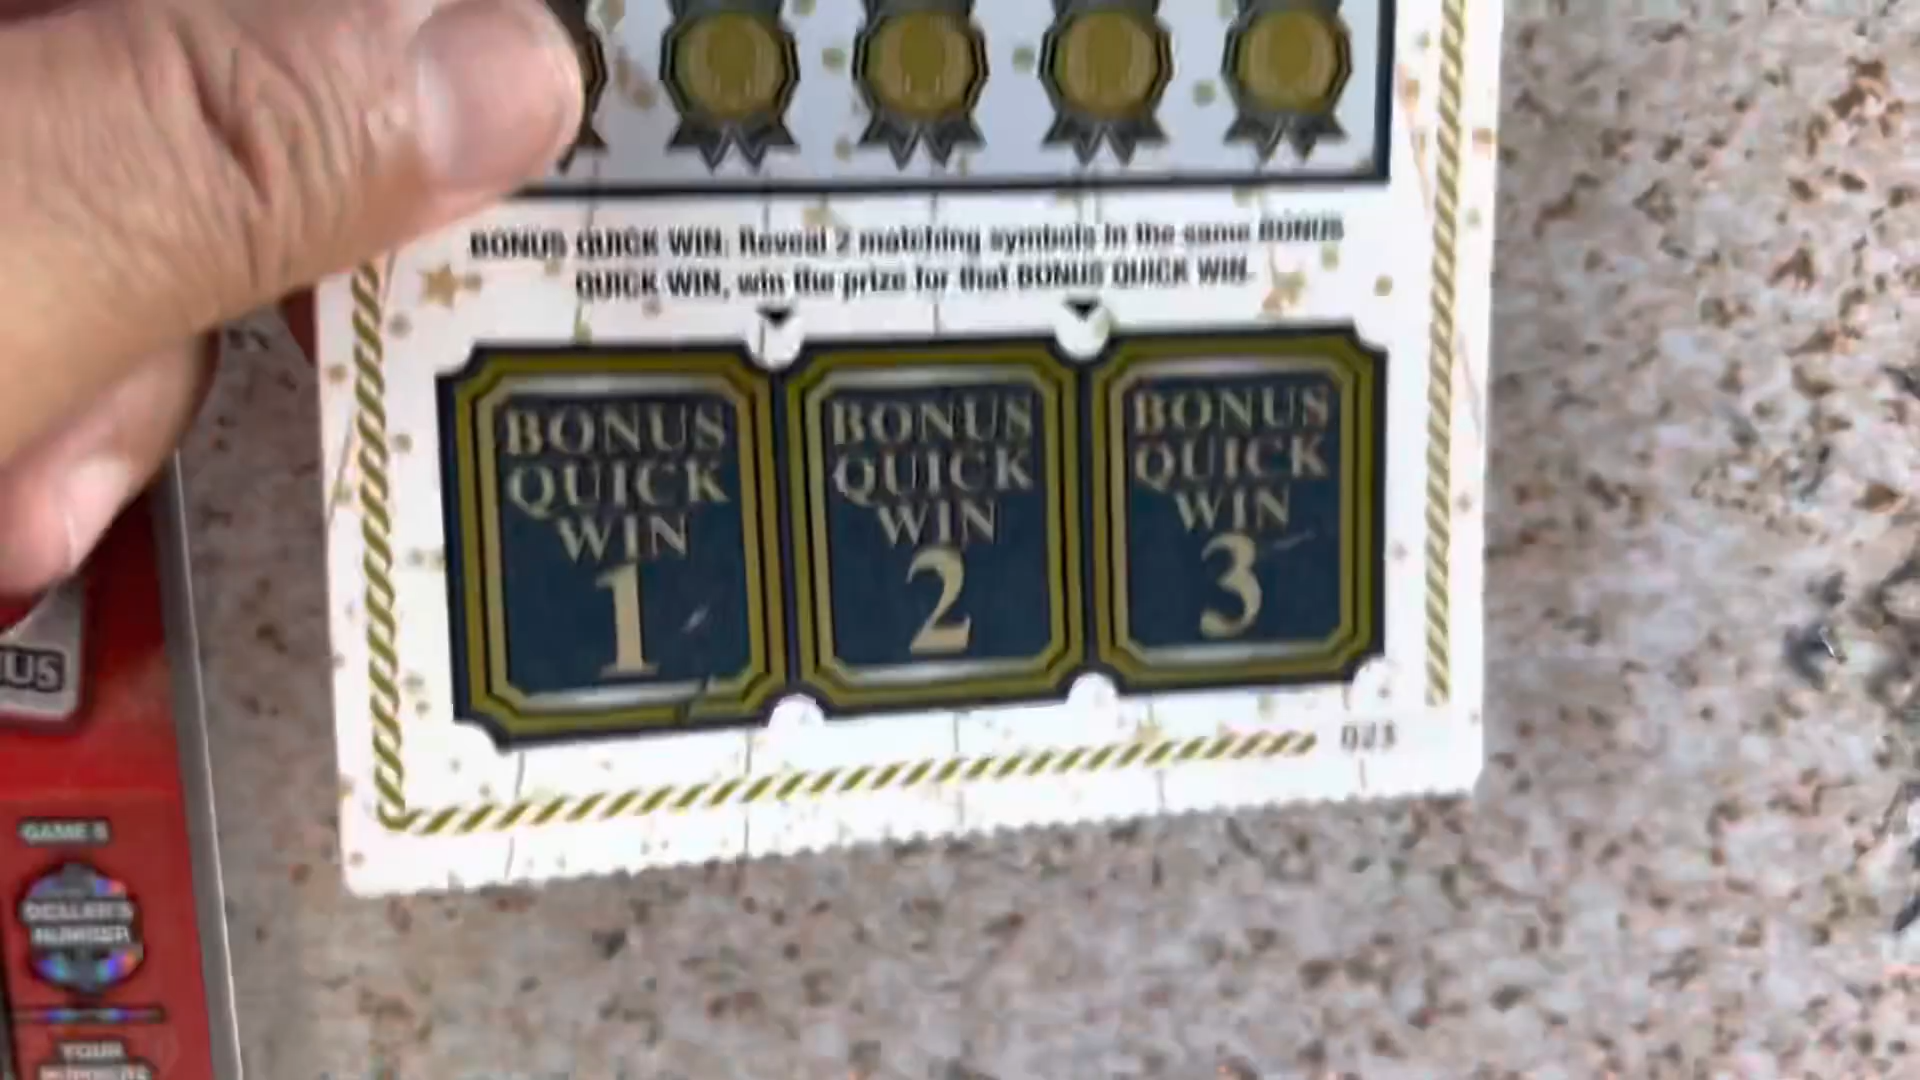 BONUS QUICK WIN: Reveal 2 matching symbols in the same BONUS
QUICK WIN, win the prize for that BONUS QUICK WIN.
BONUS
QUICK
WIN
1
BONUS
QUICK
WIN
2
BONUS
QUICK
WIN
3
023
US
GAME 5
DEALER'S
NUMBER
YOUR
NUMBERS